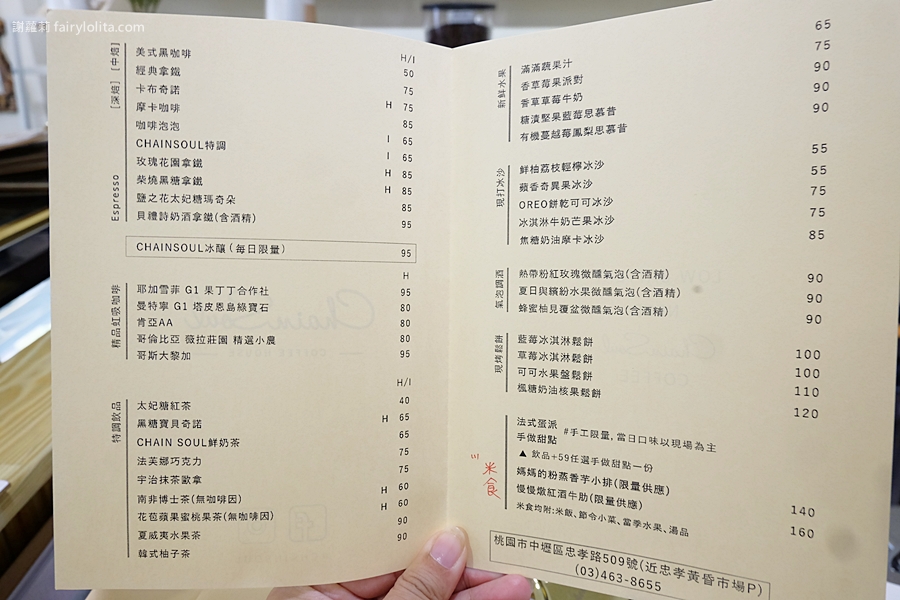 謝蘿莉 fairylolita.com
[深焙] [中焙]
Espresso
H/I
美式黑咖啡 50
經典拿鐵 75
卡布奇諾 H 75
摩卡咖啡 85
咖啡泡泡 I 65
CHAINSOUL特調 I 65
玫瑰花園拿鐵 H 85
柴燒黑糖拿鐵 H 85
鹽之花太妃糖瑪奇朵 85
貝禮詩奶酒拿鐵(含酒精) 95
CHAINSOUL冰釀(每日限量) 95
精品虹吸咖啡
H
耶加雪菲 G1 果丁丁合作社 95
曼特寧 G1 塔皮恩島綠寶石 80
肯亞AA 80
哥倫比亞 薇拉莊園 精選小農 80
哥斯大黎加 95
特調飲品
H/I
太妃糖紅茶 40
黑糖寶貝奇諾 H 65
CHAIN SOUL鮮奶茶 65
法芙娜巧克力 75
宇治抹茶歐拿 75
南非博士茶(無咖啡因) H 60
花苞蘋果蜜桃果茶(無咖啡因) H 60
夏威夷水果茶 90
韓式柚子茶 90
新鮮水果
滿滿蔬果汁 65
香草莓果派對 75
香草草莓牛奶 90
糖漬堅果藍莓思慕昔 90
有機蔓越莓鳳梨思慕昔 90
現打冰沙
鮮柚荔枝輕檸冰沙 55
蘋香奇異果冰沙 55
OREO餅乾可可冰沙 75
冰淇淋牛奶芒果冰沙 75
焦糖奶油摩卡冰沙 85
氣泡調酒
熱帶粉紅玫瑰微醺氣泡(含酒精) 90
夏日與繽紛水果微醺氣泡(含酒精) 90
蜂蜜柚見覆盆微醺氣泡(含酒精) 90
現烤鬆餅
藍莓冰淇淋鬆餅 100
草莓冰淇淋鬆餅 100
可可水果盤鬆餅 110
楓糖奶油核果鬆餅 120
法式蛋派
手做甜點 #手工限量,當日口味以現場為主
▲ 飲品+59任選手做甜點一份
米食
媽媽的粉蒸香芋小排(限量供應) 140
慢慢燉紅酒牛肋(限量供應) 160
米食均附:米飯、節令小菜、當季水果、湯品
桃園市中壢區忠孝路509號(近忠孝黃昏市場P)
(03)463-8655